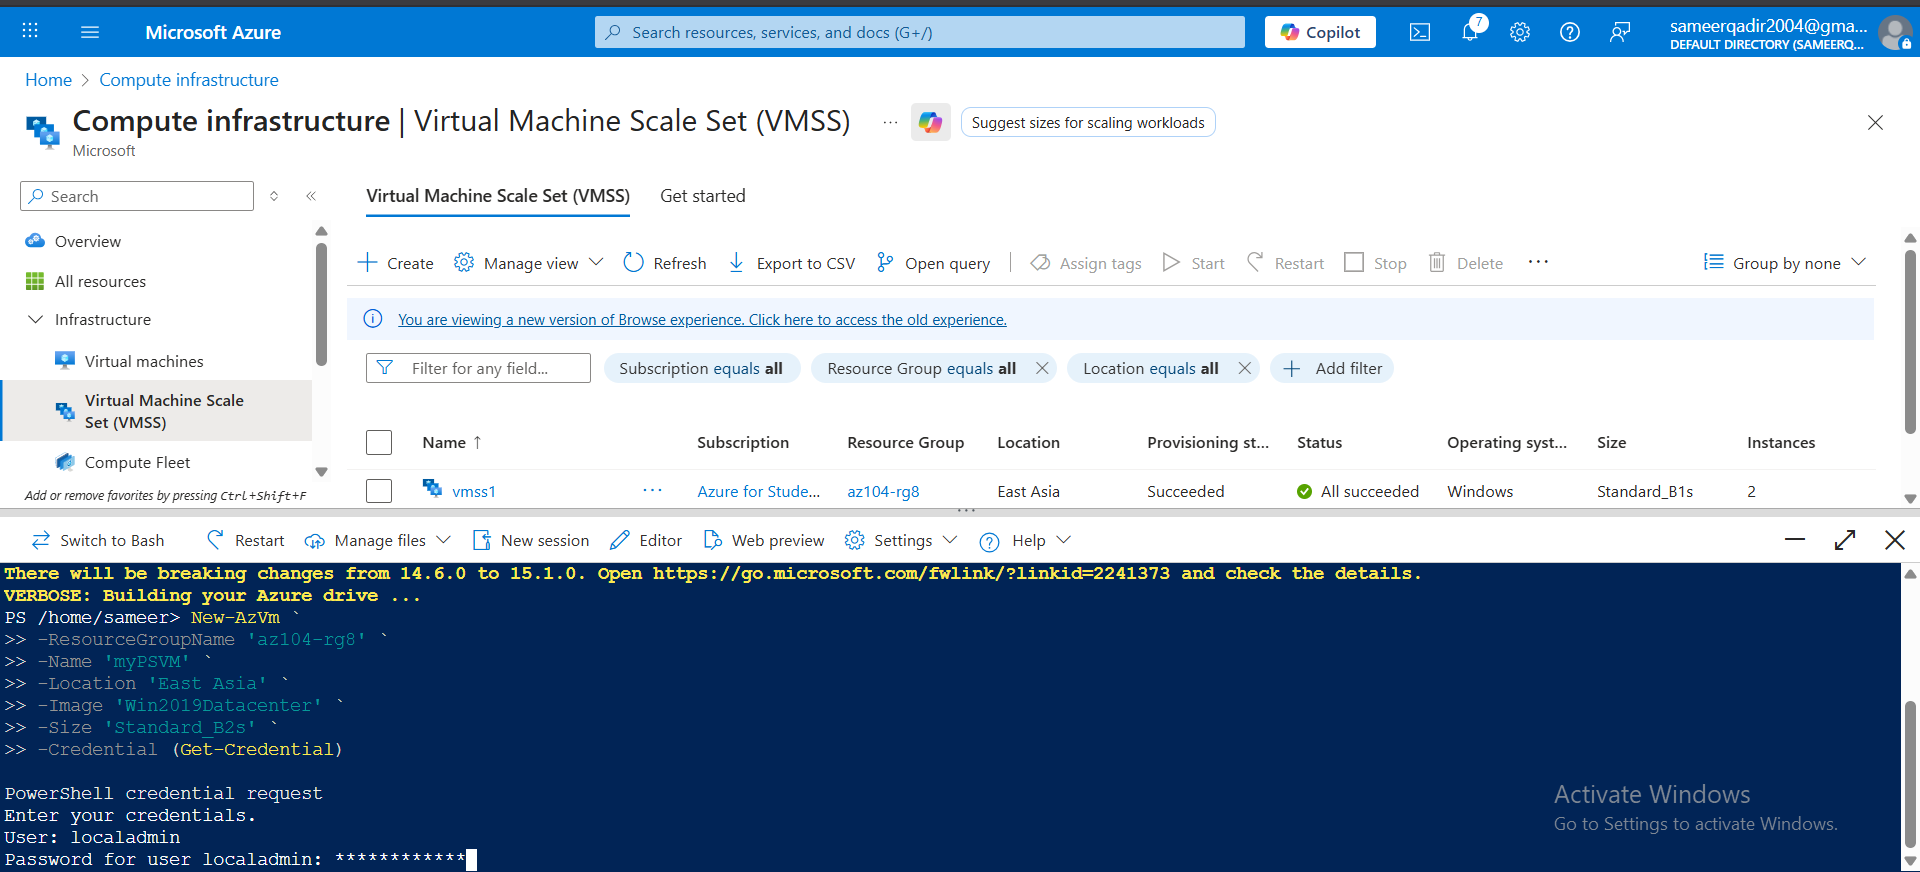 Microsoft Azure
Search resources, services, and docs (G+/)
Copilot
7
sameerqadir2004@gma...
DEFAULT DIRECTORY (SAMEERQ...
Home > Compute infrastructure
Compute infrastructure | Virtual Machine Scale Set (VMSS)
...
Suggest sizes for scaling workloads
Microsoft
Search
Overview
All resources
Infrastructure
Virtual machines
Virtual Machine Scale
Set (VMSS)
Compute Fleet
Add or remove favorites by pressing Ctrl+Shift+F
Virtual Machine Scale Set (VMSS) Get started
Create Manage view Refresh Export to CSV Open query Assign tags Start Restart Stop Delete ... Group by none
You are viewing a new version of Browse experience. Click here to access the old experience.
Filter for any field... Subscription equals all Resource Group equals all Location equals all Add filter
Name ↑ Subscription Resource Group Location Provisioning st... Status Operating syst... Size Instances
vmss1 ... Azure for Stude... az104-rg8 East Asia Succeeded All succeeded Windows Standard_B1s 2
Switch to Bash Restart Manage files New session Editor Web preview Settings Help
There will be breaking changes from 14.6.0 to 15.1.0. Open https://go.microsoft.com/fwlink/?linkid=2241373 and check the details.
VERBOSE: Building your Azure drive ...
PS /home/sameer> New-AzVm `
>> -ResourceGroupName 'az104-rg8' `
>> -Name 'myPSVM' `
>> -Location 'East Asia' `
>> -Image 'Win2019Datacenter' `
>> -Size 'Standard_B2s' `
>> -Credential (Get-Credential)
PowerShell credential request
Enter your credentials.
User: localadmin
Password for user localadmin: ************
Activate Windows
Go to Settings to activate Windows.